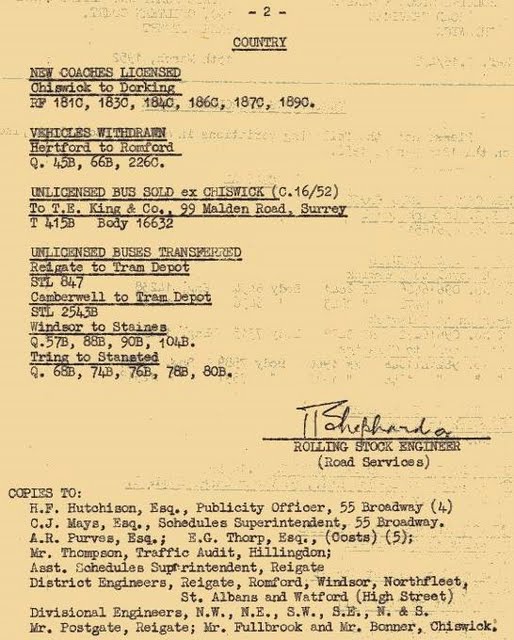 - 2 -
COUNTRY
NEW COACHES LICENSED
Chiswick to Dorking
RF 181C, 183C, 184C, 186C, 187C, 189C.
VEHICLES WITHDRAWN
Hertford to Romford
Q. 45B, 66B, 226C.
UNLICENSED BUS SOLD ex CHISWICK (C.16/52)
To T.E. King & Co., 99 Malden Road, Surrey
T 415B Body 16632
UNLICENSED BUSES TRANSFERRED
Reigate to Tram Depot
STL 847
Camberwell to Tram Depot
STL 2543B
Windsor to Staines
Q.57B, 88B, 90B, 104B.
Tring to Stansted
Q. 68B, 74B, 76B, 78B, 80B.
ROLLING STOCK ENGINEER
(Road Services)
COPIES TO:
H.F. Hutchison, Esq., Publicity Officer, 55 Broadway (4)
C.J. Mays, Esq., Schedules Superintendent, 55 Broadway.
A.R. Purves, Esq.; E.G. Thorp, Esq., (Costs) (5);
Mr. Thompson, Traffic Audit, Hillingdon;
Asst. Schedules Superintendent, Reigate
District Engineers, Reigate, Romford, Windsor, Northfleet,
St. Albans and Watford (High Street)
Divisional Engineers, N.W., N.E., S.W., S.E., N. & S.
Mr. Postgate, Reigate; Mr. Fullbrook and Mr. Bonner, Chiswick.